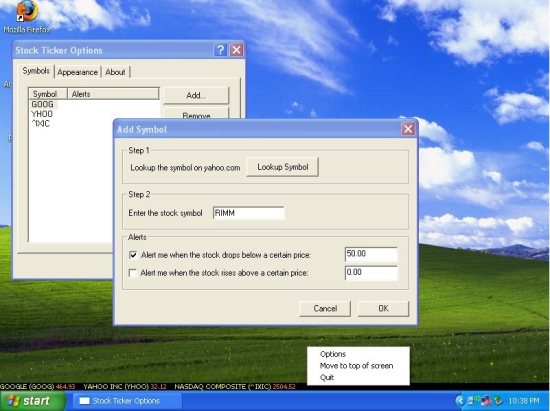 Mozilla Firefox
Stock Ticker Options
Symbols
Appearance
About
Symbol
Alerts
GOOG
YHOO
^IXIC
Add...
Remove
Add Symbol
Step 1
Lookup the symbol on yahoo.com
Lookup Symbol
Step 2
Enter the stock symbol
RIMM
Alerts
Alert me when the stock drops below a certain price:
50.00
Alert me when the stock rises above a certain price:
0.00
Cancel
OK
Options
Move to top of screen
Quit
GOOGLE (GOOG) 464.93 YAHOO INC (YHOO) 32.12 NASDAQ COMPOSITE (^IXIC) 2504.52
start
Stock Ticker Options
10:38 PM